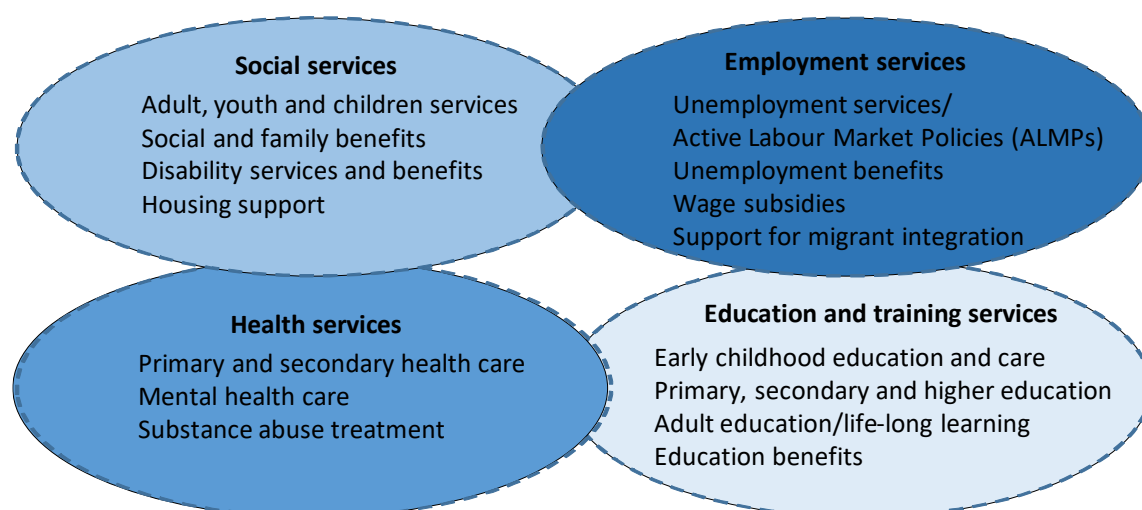 Social services
Adult, youth and children services
Social and family benefits
Disability services and benefits
Housing support
Employment services
Unemployment services/
Active Labour Market Policies (ALMPs)
Unemployment benefits
Wage subsidies
Support for migrant integration
Health services
Primary and secondary health care
Mental health care
Substance abuse treatment
Education and training services
Early childhood education and care
Primary, secondary and higher education
Adult education/life-long learning
Education benefits